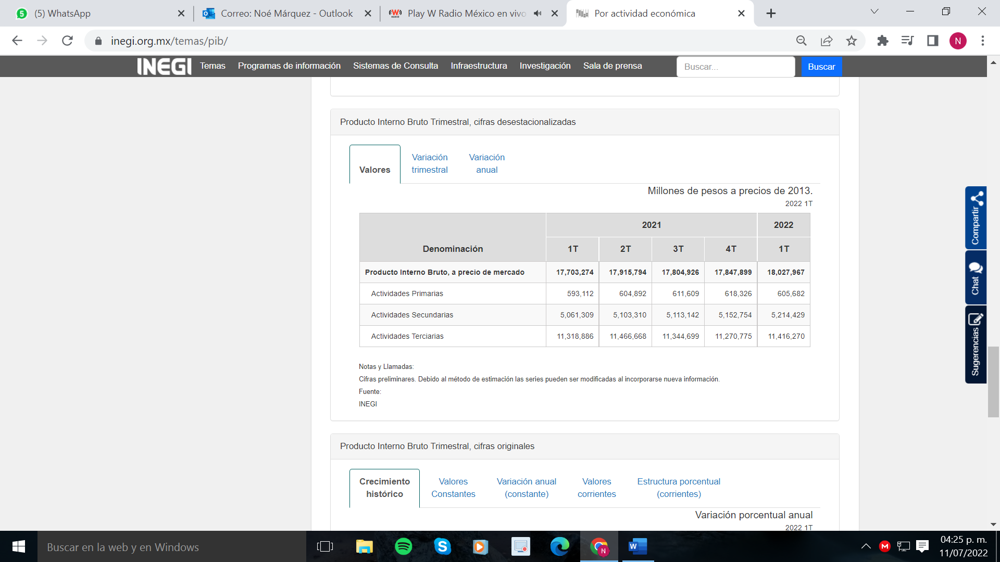 (5) WhatsApp
Correo: Noé Márquez - Outlook
Play W Radio México en vivo
Por actividad económica
inegi.org.mx/temas/pib/
N
INEGI Temas Programas de información Sistemas de Consulta Infraestructura Investigación Sala de prensa Buscar... Buscar
Producto Interno Bruto Trimestral, cifras desestacionalizadas
Valores
Variación trimestral
Variación anual
Millones de pesos a precios de 2013.
2022 1T
2021 2022
Denominación 1T 2T 3T 4T 1T
Producto Interno Bruto, a precio de mercado 17,703,274 17,915,794 17,804,926 17,847,899 18,027,967
Actividades Primarias 593,112 604,892 611,609 618,326 605,682
Actividades Secundarias 5,061,309 5,103,310 5,113,142 5,152,754 5,214,429
Actividades Terciarias 11,318,886 11,466,668 11,344,699 11,270,775 11,416,270
Notas y Llamadas:
Cifras preliminares. Debido al método de estimación las series pueden ser modificadas al incorporarse nueva información.
Fuente:
INEGI
Compartir
Chat
Sugerencias
Producto Interno Bruto Trimestral, cifras originales
Crecimiento histórico
Valores Constantes
Variación anual (constante)
Valores corrientes
Estructura porcentual (corrientes)
Variación porcentual anual
2022 1T
Buscar en la web y en Windows
04:25 p. m.
11/07/2022